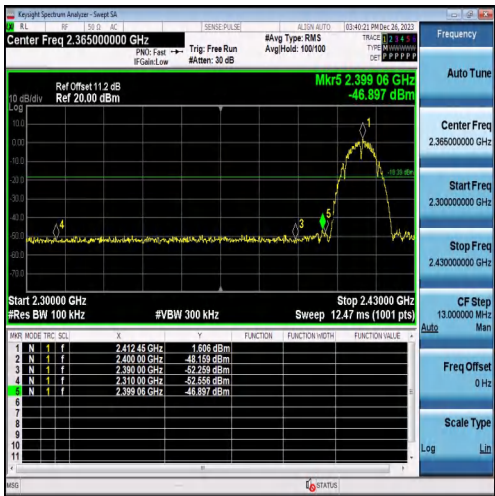 Keysight Spectrum Analyzer - Swept SA
RL RF 50 Ω AC SENSE:PULSE ALIGN AUTO 03:40:21 PM Dec 26, 2023
Center Freq 2.365000000 GHz
PNO: Fast
IFGain:Low
Trig: Free Run
#Atten: 30 dB
#Avg Type: RMS
Avg|Hold: 100/100
TRACE 1 2 3 4 5 6
TYPE M W W W W W
DET P P P P P P
Ref Offset 11.2 dB
10 dB/div Ref 20.00 dBm
Log
Mkr5 2.399 06 GHz
-46.897 dBm
10.0
0.00
-10.0
-20.0
-30.0
-40.0
-50.0
-60.0
-70.0
1
3
4
5
Start 2.30000 GHz Stop 2.43000 GHz
#Res BW 100 kHz #VBW 300 kHz Sweep 12.47 ms (1001 pts)
MKR MODE TRC SCL X Y FUNCTION FUNCTION WIDTH FUNCTION VALUE
1 N 1 f 2.412 45 GHz 1.606 dBm
2 N 1 f 2.400 00 GHz -48.159 dBm
3 N 1 f 2.390 00 GHz -52.259 dBm
4 N 1 f 2.310 00 GHz -52.556 dBm
5 N 1 f 2.399 06 GHz -46.897 dBm
6
7
8
9
10
11
MSG STATUS
Frequency
Auto Tune
Center Freq
2.365000000 GHz
Start Freq
2.300000000 GHz
Stop Freq
2.430000000 GHz
CF Step
13.000000 MHz
Auto Man
Freq Offset
0 Hz
Scale Type
Log Lin